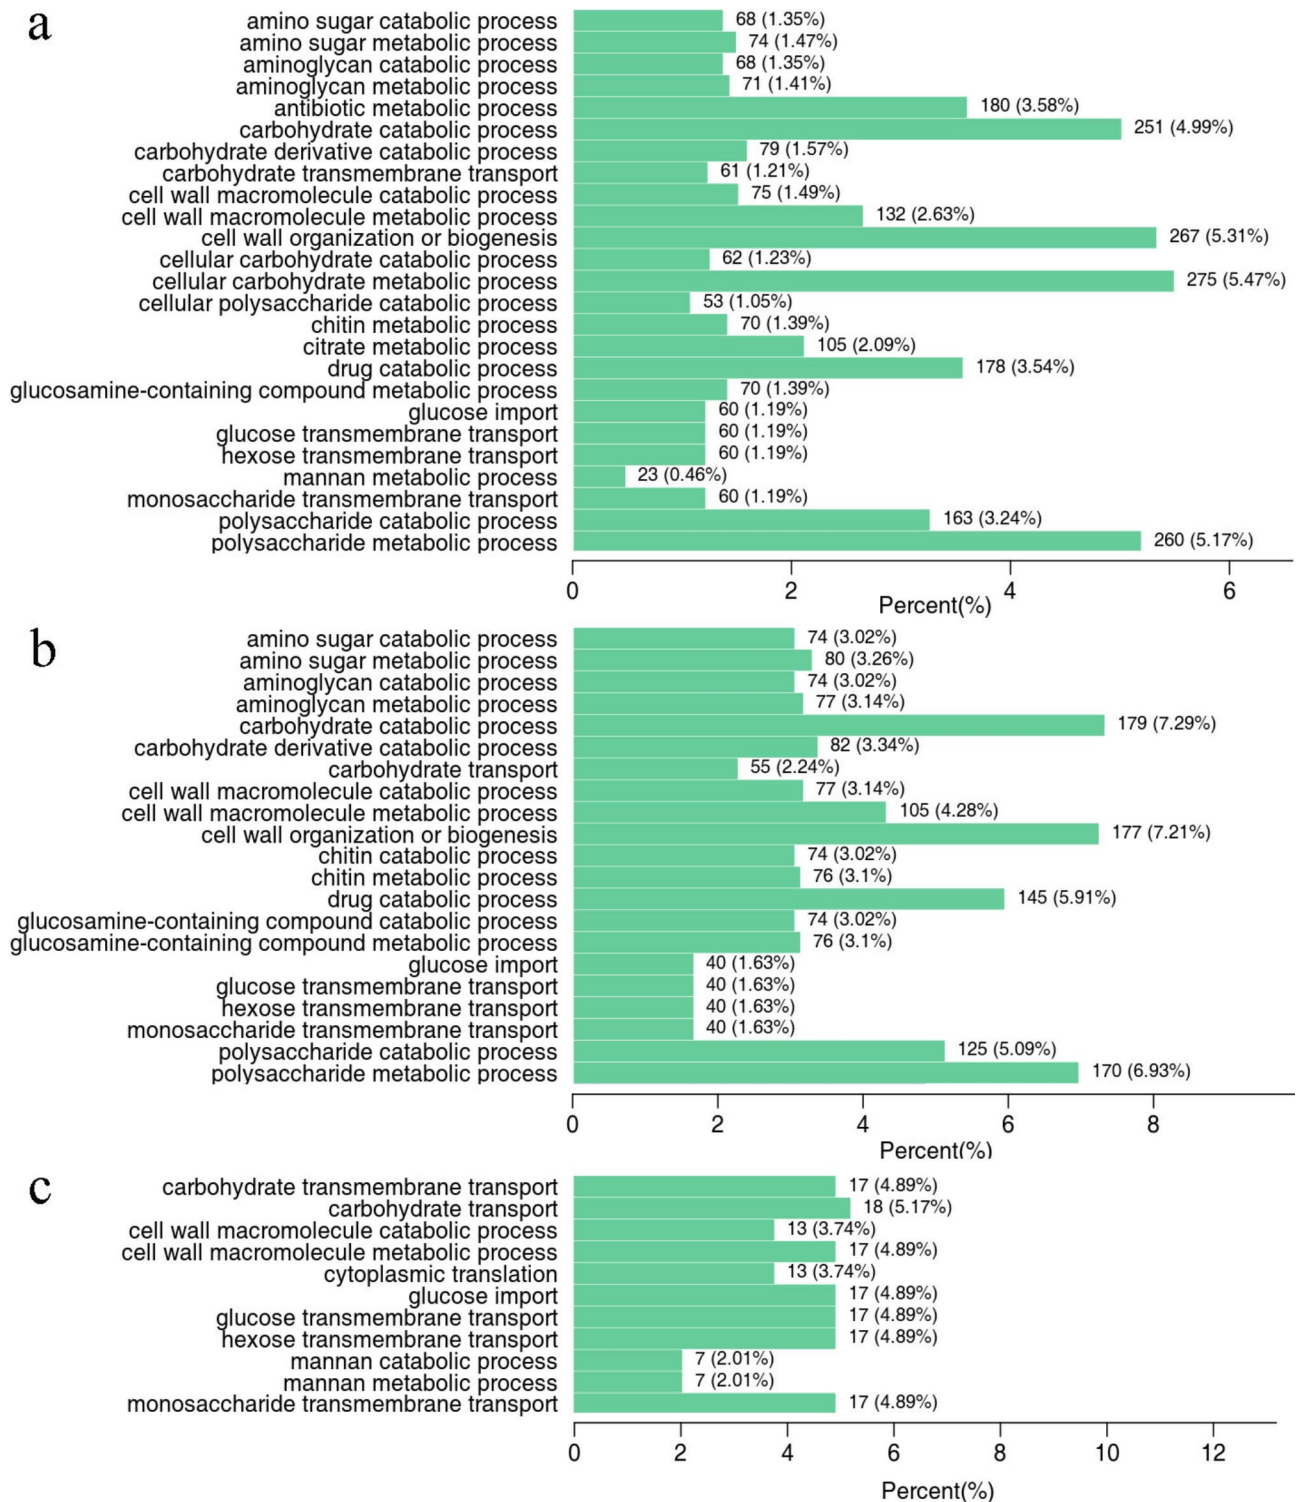 a
amino sugar catabolic process 68 (1.35%)
amino sugar metabolic process 74 (1.47%)
aminoglycan catabolic process 68 (1.35%)
aminoglycan metabolic process 71 (1.41%)
antibiotic metabolic process 180 (3.58%)
carbohydrate catabolic process 251 (4.99%)
carbohydrate derivative catabolic process 79 (1.57%)
carbohydrate transmembrane transport 61 (1.21%)
cell wall macromolecule catabolic process 75 (1.49%)
cell wall macromolecule metabolic process 132 (2.63%)
cell wall organization or biogenesis 267 (5.31%)
cellular carbohydrate catabolic process 62 (1.23%)
cellular carbohydrate metabolic process 275 (5.47%)
cellular polysaccharide catabolic process 53 (1.05%)
chitin metabolic process 70 (1.39%)
citrate metabolic process 105 (2.09%)
drug catabolic process 178 (3.54%)
glucosamine-containing compound metabolic process 70 (1.39%)
glucose import 60 (1.19%)
glucose transmembrane transport 60 (1.19%)
hexose transmembrane transport 60 (1.19%)
mannan metabolic process 23 (0.46%)
monosaccharide transmembrane transport 60 (1.19%)
polysaccharide catabolic process 163 (3.24%)
polysaccharide metabolic process 260 (5.17%)
0 2 4 6
Percent(%)
b
amino sugar catabolic process 74 (3.02%)
amino sugar metabolic process 80 (3.26%)
aminoglycan catabolic process 74 (3.02%)
aminoglycan metabolic process 77 (3.14%)
carbohydrate catabolic process 179 (7.29%)
carbohydrate derivative catabolic process 82 (3.34%)
carbohydrate transport 55 (2.24%)
cell wall macromolecule catabolic process 77 (3.14%)
cell wall macromolecule metabolic process 105 (4.28%)
cell wall organization or biogenesis 177 (7.21%)
chitin catabolic process 74 (3.02%)
chitin metabolic process 76 (3.1%)
drug catabolic process 145 (5.91%)
glucosamine-containing compound catabolic process 74 (3.02%)
glucosamine-containing compound metabolic process 76 (3.1%)
glucose import 40 (1.63%)
glucose transmembrane transport 40 (1.63%)
hexose transmembrane transport 40 (1.63%)
monosaccharide transmembrane transport 40 (1.63%)
polysaccharide catabolic process 125 (5.09%)
polysaccharide metabolic process 170 (6.93%)
0 2 4 6 8
Percent(%)
c
carbohydrate transmembrane transport 17 (4.89%)
carbohydrate transport 18 (5.17%)
cell wall macromolecule catabolic process 13 (3.74%)
cell wall macromolecule metabolic process 17 (4.89%)
cytoplasmic translation 13 (3.74%)
glucose import 17 (4.89%)
glucose transmembrane transport 17 (4.89%)
hexose transmembrane transport 17 (4.89%)
mannan catabolic process 7 (2.01%)
mannan metabolic process 7 (2.01%)
monosaccharide transmembrane transport 17 (4.89%)
0 2 4 6 8 10 12
Percent(%)